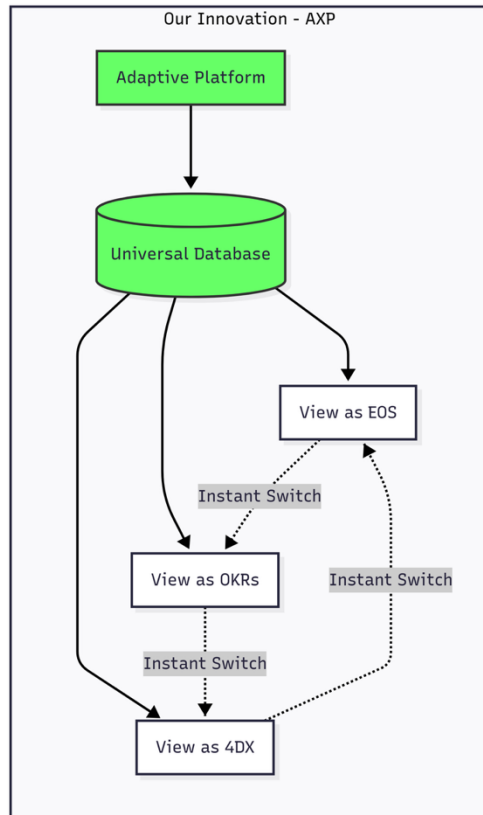 Our Innovation - AXP
Adaptive Platform
Universal Database
View as EOS
Instant Switch
View as OKRs
Instant Switch
Instant Switch
View as 4DX